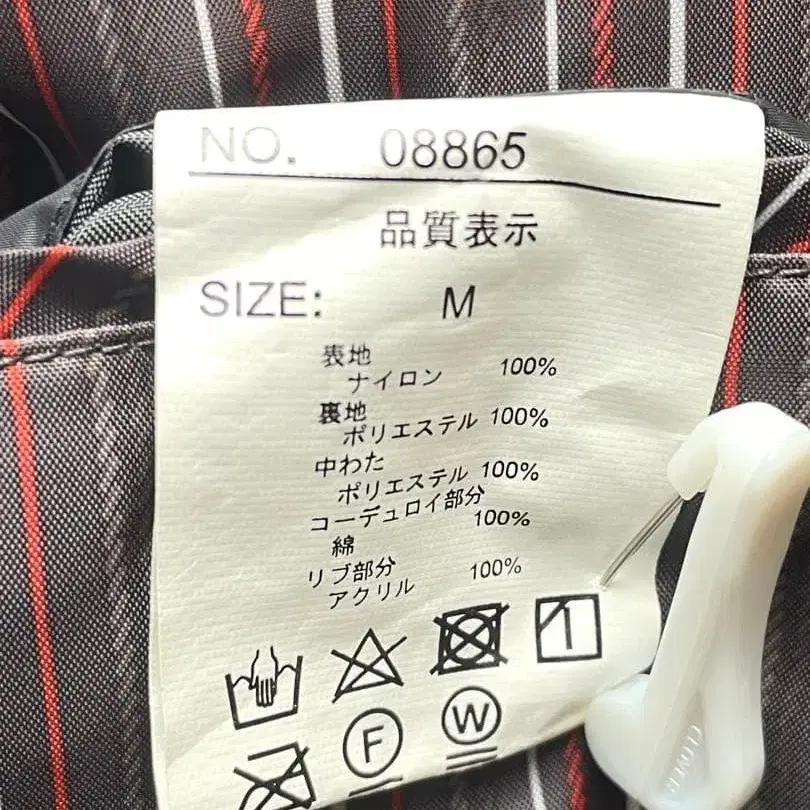 NO. 08865
品質表示
SIZE: M
表地
ナイロン 100%
裏地
ポリエステル 100%
中わた
ポリエステル 100%
コーデュロイ部分
綿 100%
リブ部分
アクリル 100%
F
W
CLOVER